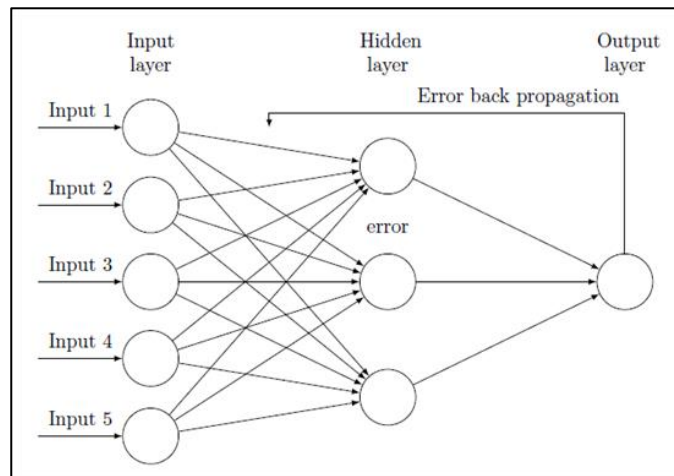 Input
layer
Hidden
layer
Output
layer
Error back propagation
Input 1
Input 2
error
Input 3
Input 4
Input 5